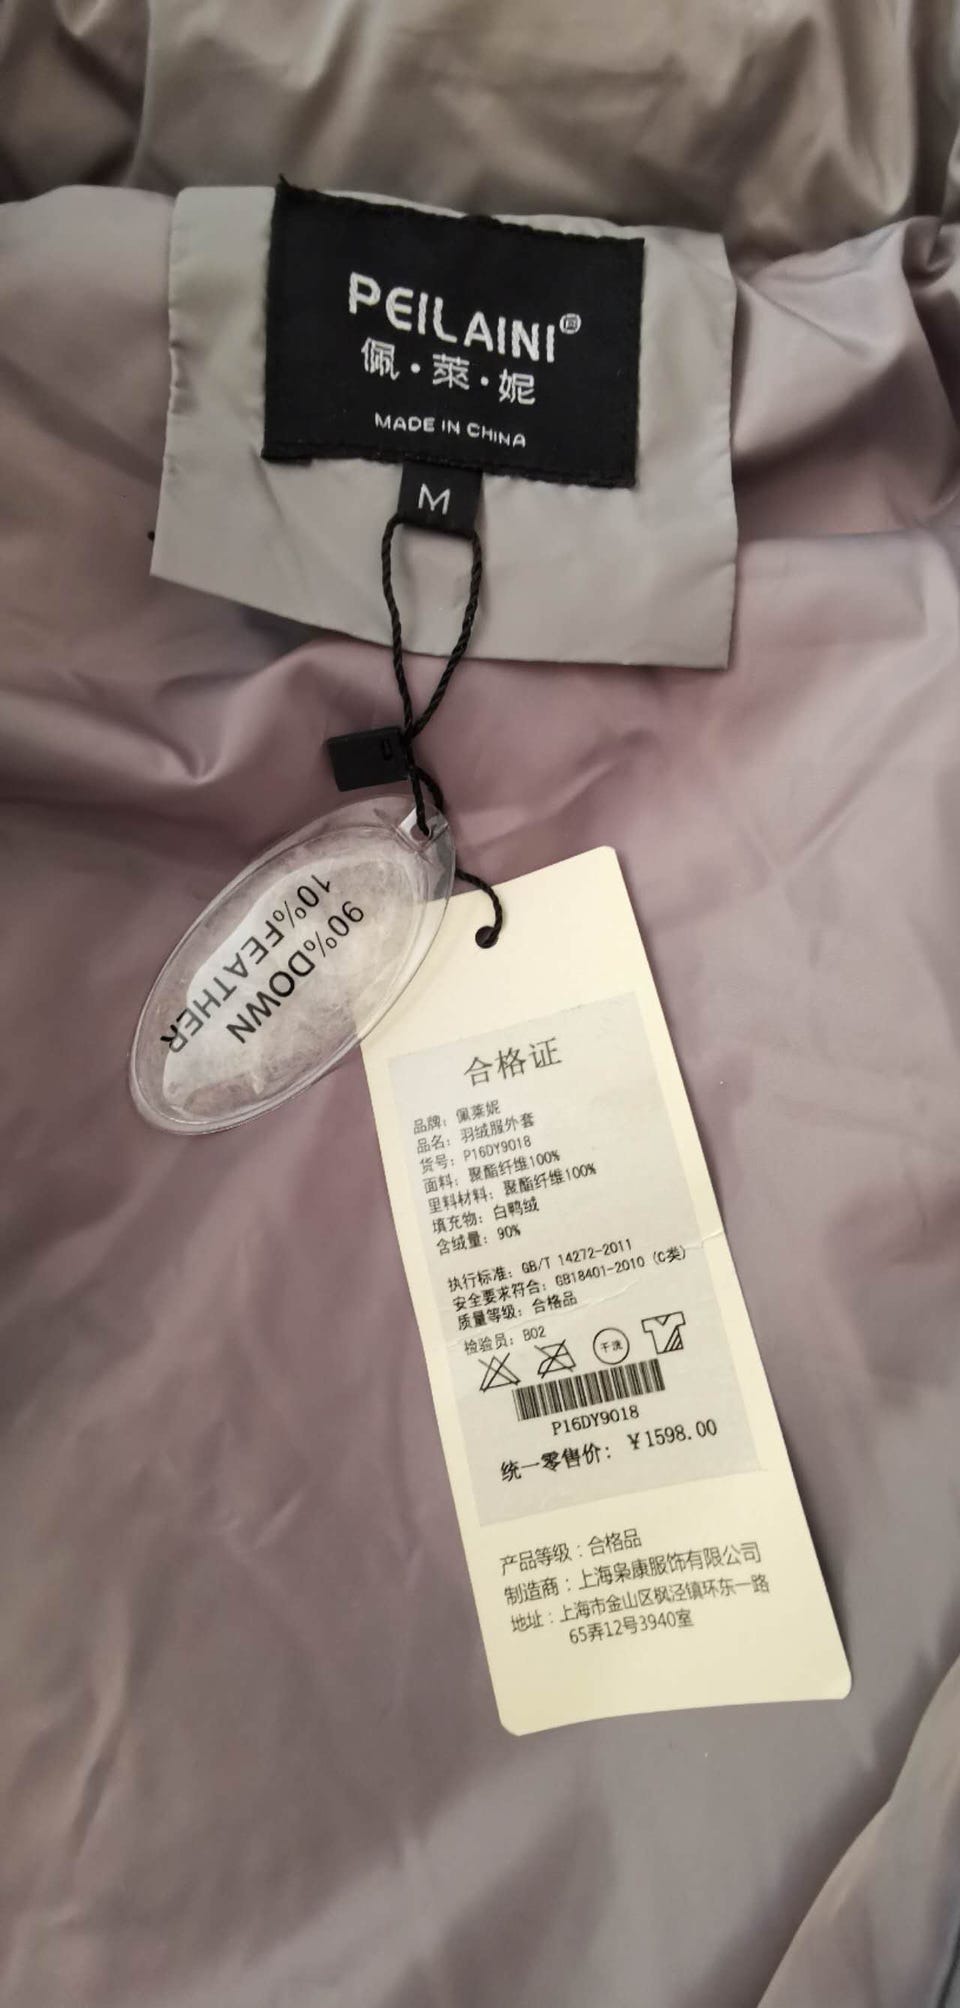 PEILAINI®
佩·萊·妮
MADE IN CHINA
M
90%DOWN
10%FEATHER
合格证
品牌：佩莱妮
品名：羽绒服外套
货号：P16DY9018
面料：聚酯纤维100%
里料材料：聚酯纤维100%
填充物：白鸭绒
含绒量：90%
执行标准：GB/T 14272-2011
安全要求符合：GB18401-2010（C类）
质量等级：合格品
检验员：B02
干洗
P16DY9018
统一零售价：￥1598.00
产品等级：合格品
制造商：上海枭康服饰有限公司
地址：上海市金山区枫泾镇环东一路
65弄12号3940室